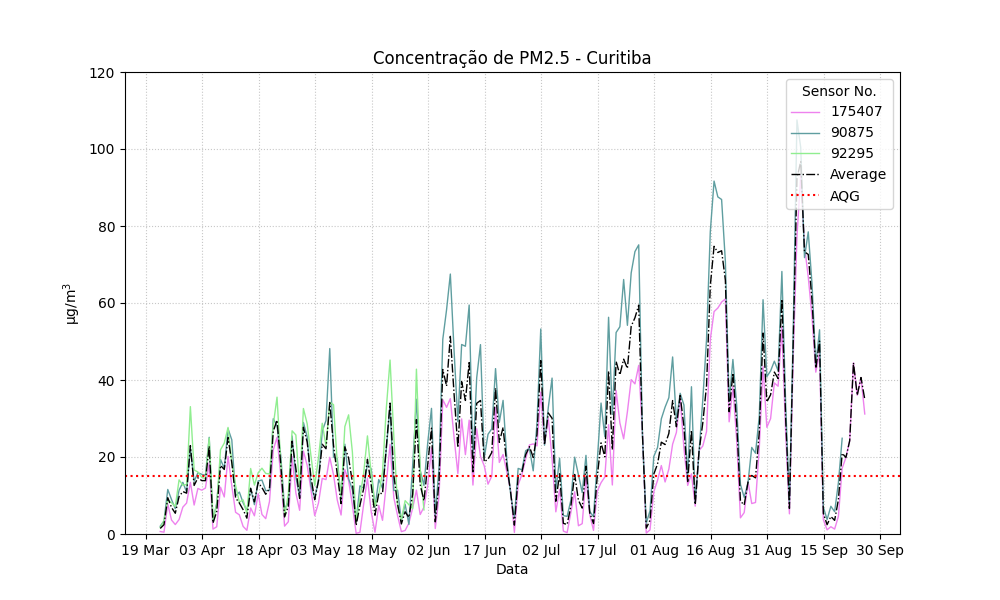 Concentração de PM2.5 - Curitiba
120
100
80
60
40
20
0
µg/m³
19 Mar
03 Apr
18 Apr
03 May
18 May
02 Jun
17 Jun
02 Jul
17 Jul
01 Aug
16 Aug
31 Aug
15 Sep
30 Sep
Data
Sensor No.
175407
90875
92295
Average
AQG